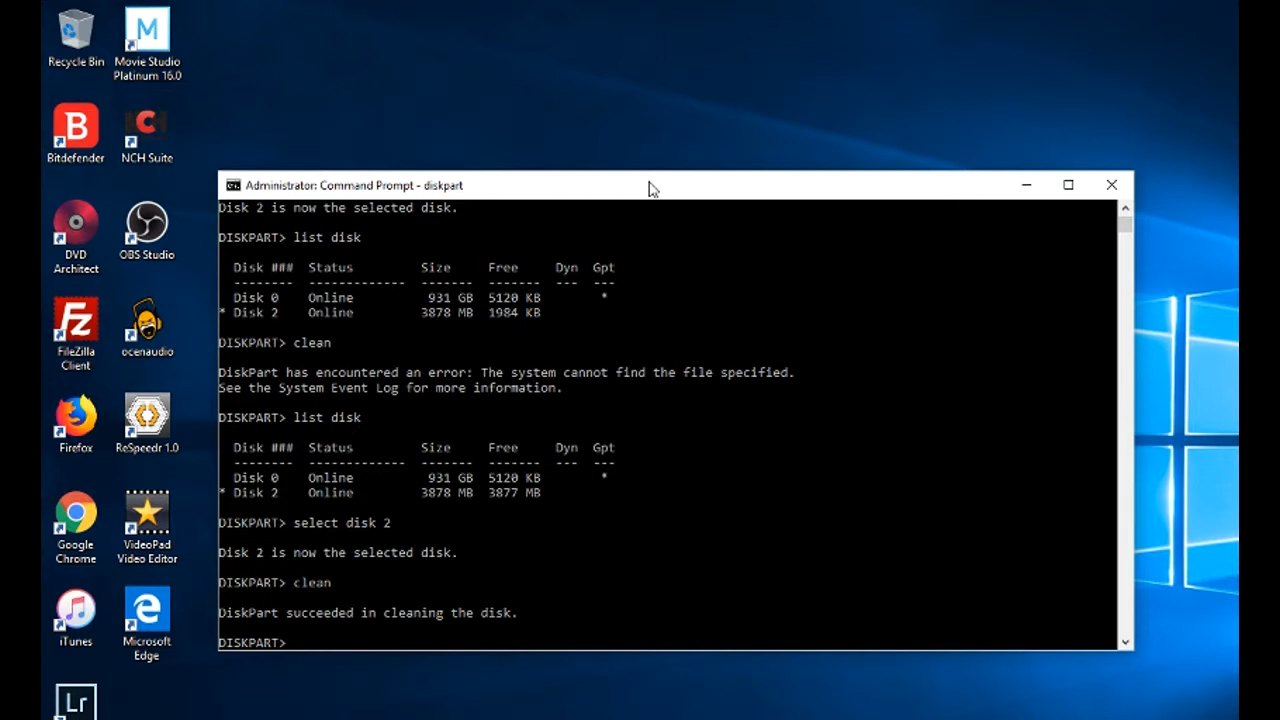 Recycle Bin
Movie Studio
Platinum 16.0
Bitdefender
NCH Suite
DVD
Architect
OBS Studio
FileZilla
Client
ocenaudio
Firefox
ReSpeedr 1.0
Google
Chrome
VideoPad
Video Editor
iTunes
Microsoft
Edge
Lr
M
B
Fz
Administrator: Command Prompt - diskpart
Disk 2 is now the selected disk.
DISKPART> list disk
Disk ### Status Size Free Dyn Gpt
-------- ------------- ------- ------- --- ---
Disk 0 Online 931 GB 5120 KB *
* Disk 2 Online 3878 MB 1984 KB
DISKPART> clean
DiskPart has encountered an error: The system cannot find the file specified.
See the System Event Log for more information.
DISKPART> list disk
Disk ### Status Size Free Dyn Gpt
-------- ------------- ------- ------- --- ---
Disk 0 Online 931 GB 5120 KB *
* Disk 2 Online 3878 MB 3877 MB
DISKPART> select disk 2
Disk 2 is now the selected disk.
DISKPART> clean
DiskPart succeeded in cleaning the disk.
DISKPART>